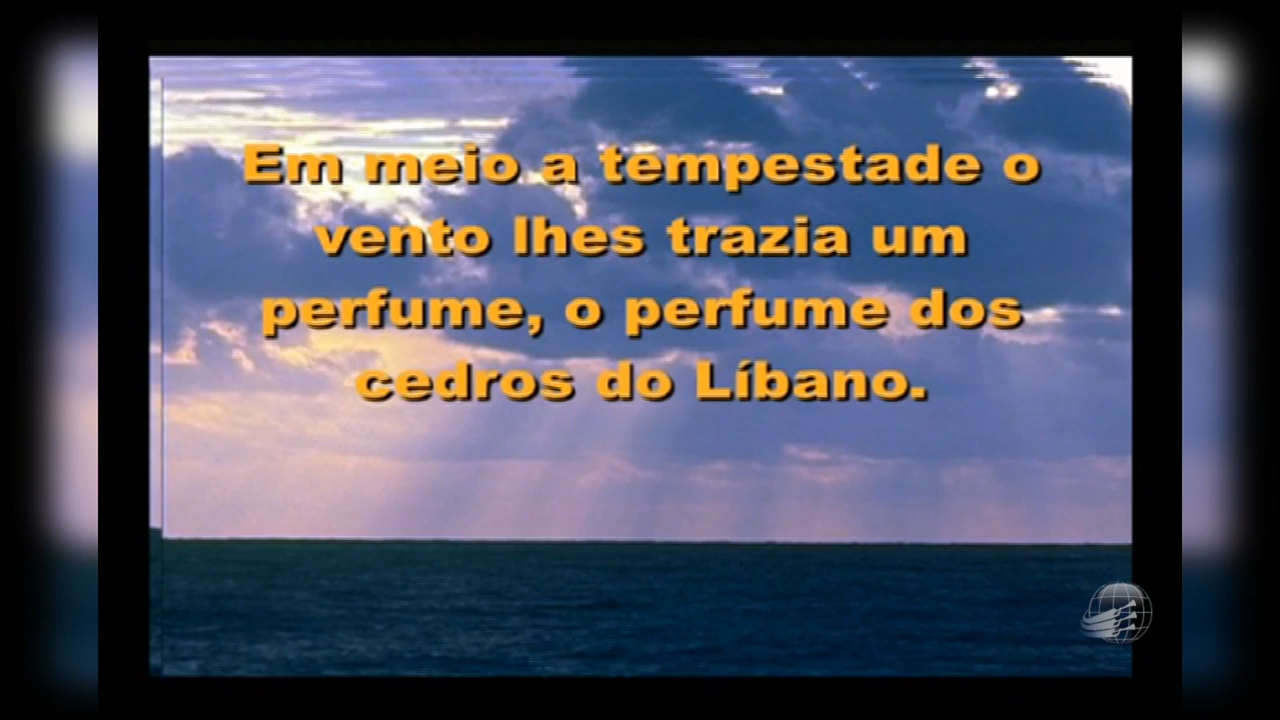 Em meio a tempestade o
vento lhes trazia um
perfume, o perfume dos
cedros do Líbano.